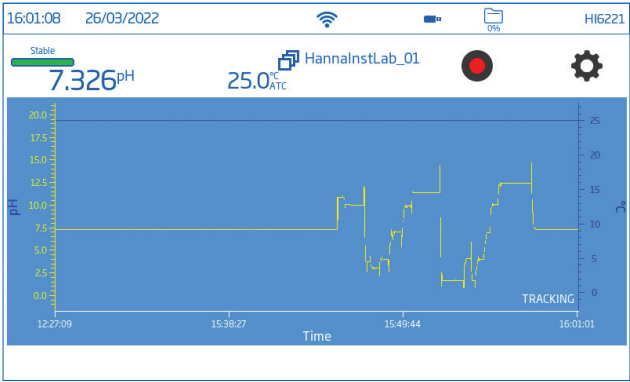 16:01:08 26/03/2022 0% HI6221
Stable
7.326pH 25.0°C ATC HannaInstLab_01
20.0
17.5
15.0
12.5
10.0
7.5
5.0
2.5
0.0
pH
25
20
15
10
5
0
°C
TRACKING
12:27:09 15:38:27 15:49:44 16:01:01
Time